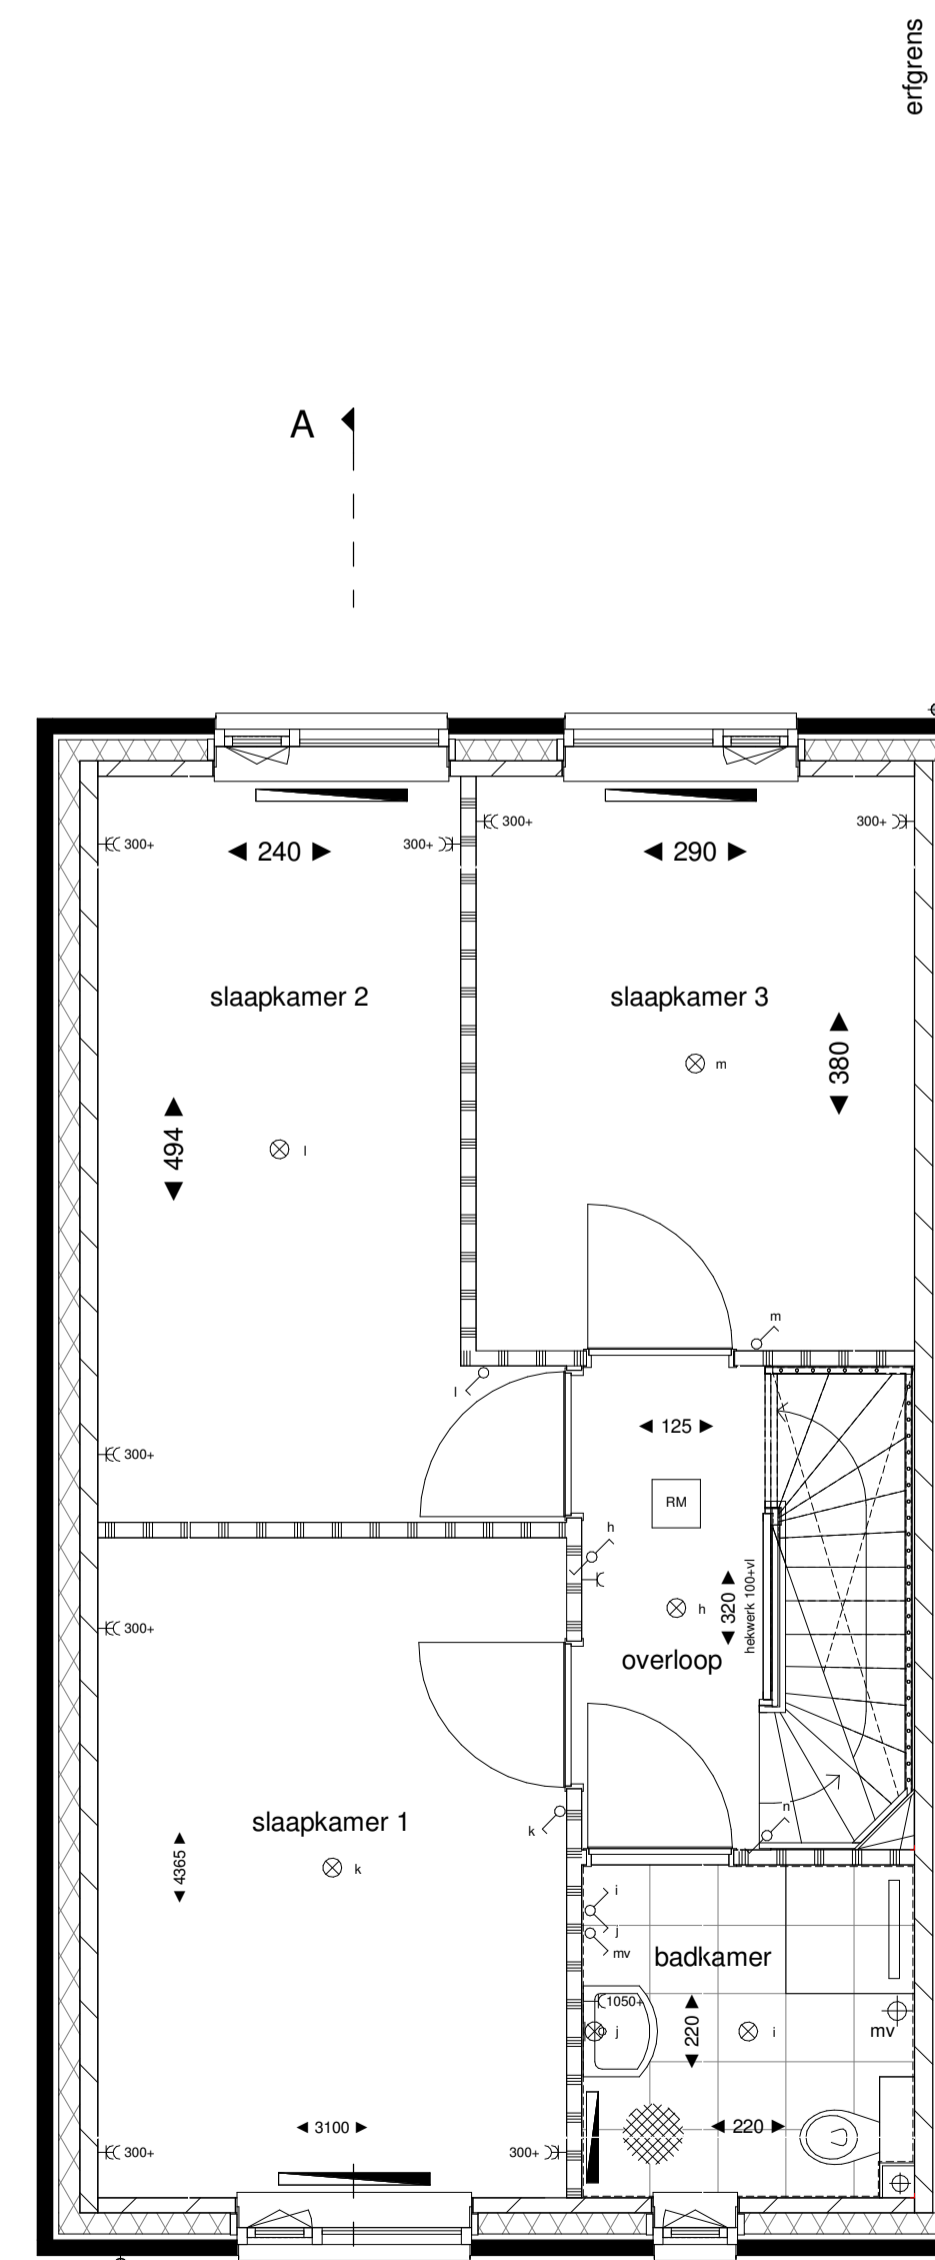 erfgrens
A
300+
240
300+
300+
290
300+
slaapkamer 2
slaapkamer 3
m
380
494
l
m
l
125
300+
RM
h
300+
h
320
hekwerk 100+vl
overloop
slaapkamer 1
k
n
4365
k
i
j
mv
badkamer
1050+
j
220
i
mv
3100
220
300+
300+